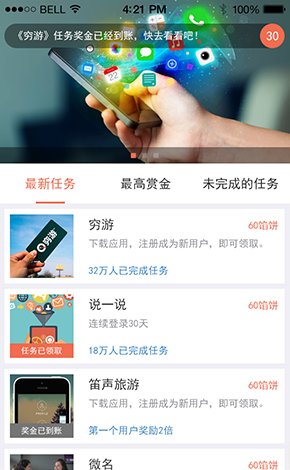 BELL 4:21 PM 100%
《穷游》任务奖金已经到账，快去看看吧！ 30
最新任务 最高赏金 未完成的任务
穷游
穷游 60馅饼
下载应用，注册成为新用户，即可领取。
32万人已完成任务
说一说 60馅饼
连续登录30天
任务已领取
18万人已完成任务
笛声旅游 60馅饼
下载应用，注册成为新用户，即可领取。
奖金已到账
第一个用户奖励2倍
微名 60馅饼